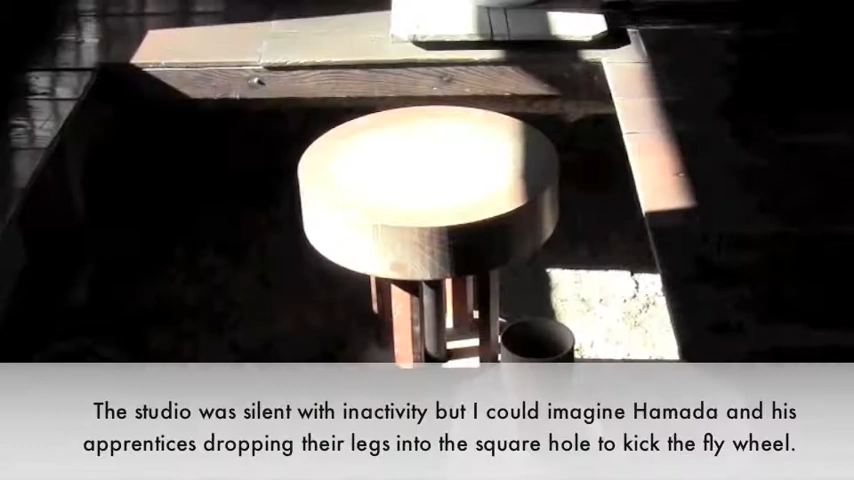 The studio was silent with inactivity but I could imagine Hamada and his
apprentices dropping their legs into the square hole to kick the fly wheel.